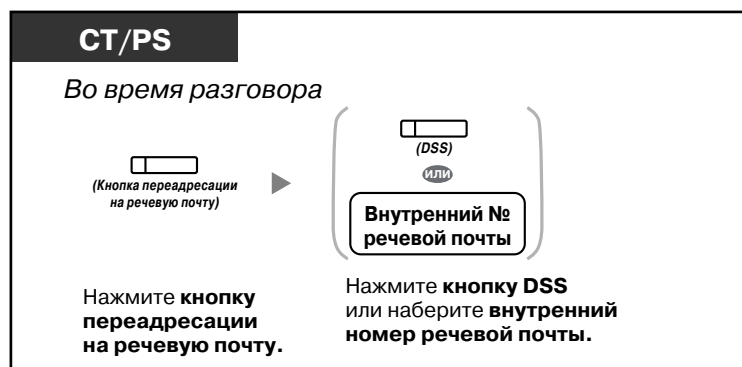 СТ/PS
Во время разговора
(Кнопка переадресации
на речевую почту)
(DSS)
или
Внутренний №
речевой почты
Нажмите кнопку
переадресации
на речевую почту.
Нажмите кнопку DSS
или наберите внутренний
номер речевой почты.